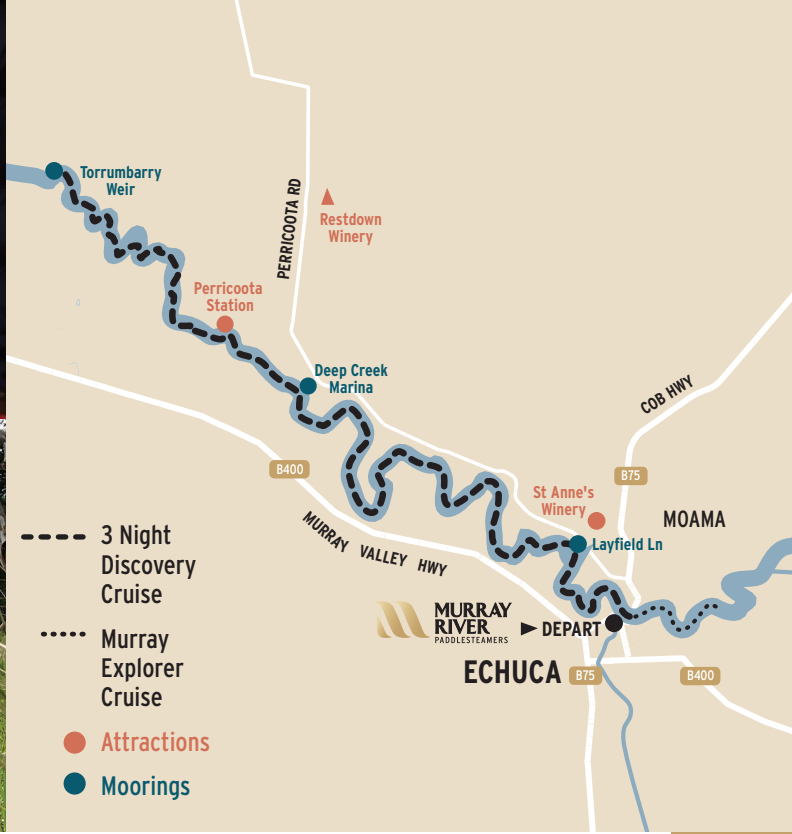 Torrumbarry
Weir
PERRICOOTA RD
Restdown
Winery
Perricoota
Station
Deep Creek
Marina
COB HWY
B400
B75
St Anne's
Winery
MOAMA
MURRAY VALLEY HWY
Layfield Ln
3 Night
Discovery
Cruise
MURRAY
RIVER
PADDLESTEAMERS
DEPART
Murray
Explorer
Cruise
ECHUCA
B75
B400
Attractions
Moorings